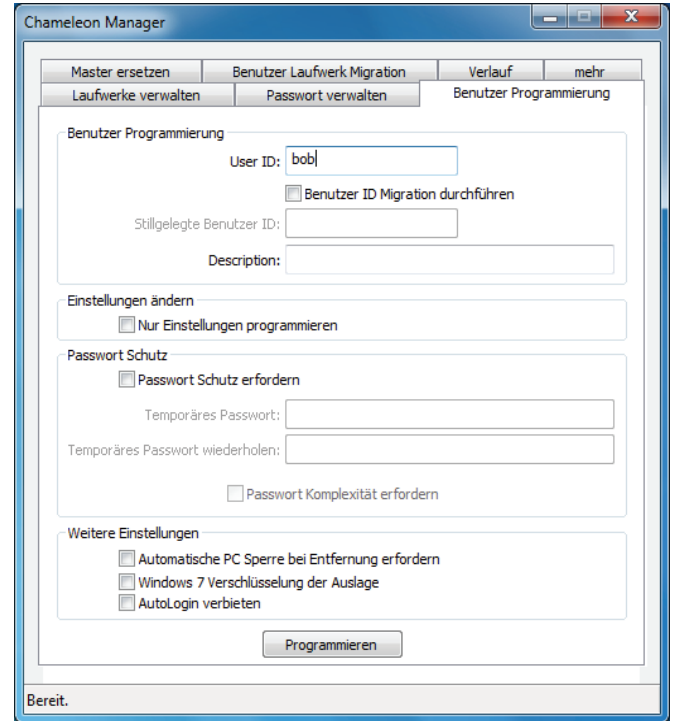 Chameleon Manager
Master ersetzen Benutzer Laufwerk Migration Verlauf mehr
Laufwerke verwalten Passwort verwalten Benutzer Programmierung
Benutzer Programmierung
User ID: bob
Benutzer ID Migration durchführen
Stillgelegte Benutzer ID:
Description:
Einstellungen ändern
Nur Einstellungen programmieren
Passwort Schutz
Passwort Schutz erfordern
Temporäres Passwort:
Temporäres Passwort wiederholen:
Passwort Komplexität erfordern
Weitere Einstellungen
Automatische PC Sperre bei Entfernung erfordern
Windows 7 Verschlüsselung der Auslage
AutoLogin verbieten
Programmieren
Bereit.